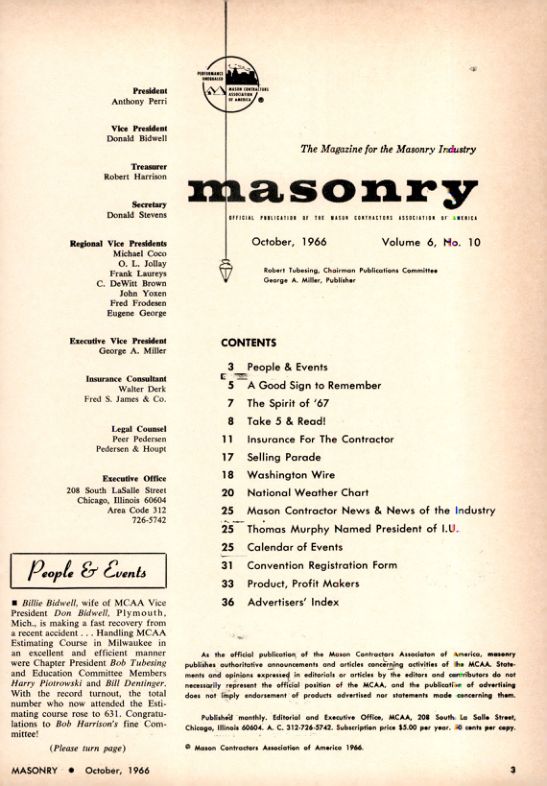 PERFORMANCE
UNEQUALED
MASON CONTRACTORS
ASSOCIATION
OF AMERICA
®
President
Anthony Perri
Vice President
Donald Bidwell
Treasurer
Robert Harrison
Secretary
Donald Stevens
Regional Vice Presidents
Michael Coco
O. L. Jollay
Frank Laureys
C. DeWitt Brown
John Yoxen
Fred Frodesen
Eugene George
Executive Vice President
George A. Miller
Insurance Consultant
Walter Derk
Fred S. James & Co.
Legal Counsel
Peer Pedersen
Pedersen & Houpt
Executive Office
208 South LaSalle Street
Chicago, Illinois 60604
Area Code 312
726-5742
People & Events
■ Billie Bidwell, wife of MCAA Vice
President Don Bidwell, Plymouth,
Mich., is making a fast recovery from
a recent accident . . . Handling MCAA
Estimating Course in Milwaukee in
an excellent and efficient manner
were Chapter President Bob Tubesing
and Education Committee Members
Harry Piotrowski and Bill Dentinger.
With the record turnout, the total
number who now attended the Esti-
mating course rose to 631. Congratu-
lations to Bob Harrison's fine Com-
mittee!
(Please turn page)
The Magazine for the Masonry Industry
masonry
OFFICIAL PUBLICATION OF THE MASON CONTRACTORS ASSOCIATION OF AMERICA
October, 1966 Volume 6, No. 10
Robert Tubesing, Chairman Publications Committee
George A. Miller, Publisher
CONTENTS
3 People & Events
5 A Good Sign to Remember
7 The Spirit of '67
8 Take 5 & Read!
11 Insurance For The Contractor
17 Selling Parade
18 Washington Wire
20 National Weather Chart
25 Mason Contractor News & News of the Industry
25 Thomas Murphy Named President of I.U.
25 Calendar of Events
31 Convention Registration Form
33 Product, Profit Makers
36 Advertisers' Index
As the official publication of the Mason Contractors Associaton of America, masonry
publishes authoritative announcements and articles concerning activities of the MCAA. State-
ments and opinions expressed in editorials or articles by the editors and contributors do not
necessarily represent the official position of the MCAA, and the publication of advertising
does not imply endorsement of products advertised nor statements made concerning them.
Published monthly. Editorial and Executive Office, MCAA, 208 South La Salle Street,
Chicago, Illinois 60604. A. C. 312-726-5742. Subscription price $5.00 per year. cents per copy.
© Mason Contractors Association of America 1966.
MASONRY ● October, 1966 3